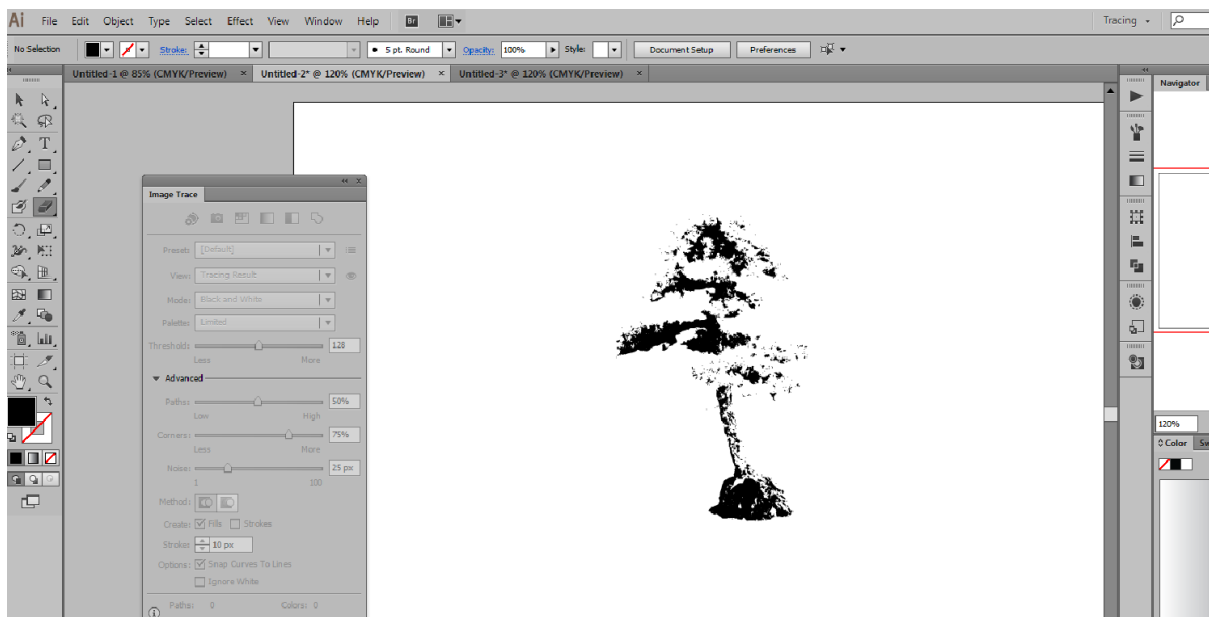 Ai File Edit Object Type Select Effect View Window Help Br Tracing
No Selection Stroke: 5 pt. Round Opacity: 100% Style: Document Setup Preferences
Untitled-1 @ 85% (CMYK/Preview) × Untitled-2* @ 120% (CMYK/Preview) × Untitled-3* @ 120% (CMYK/Preview) ×
Navigator
Image Trace
Preset: [Default]
View: Tracing Result
Mode: Black and White
Palette: Limited
Threshold: 128
Less More
Advanced
Paths: 50%
Low High
Corners: 75%
Less More
Noise: 25 px
1 100
Method:
Create: Fills Strokes
Stroke: 10 px
Options: Snap Curves To Lines
Ignore White
Paths: 0 Colors: 0
120%
Color Sw